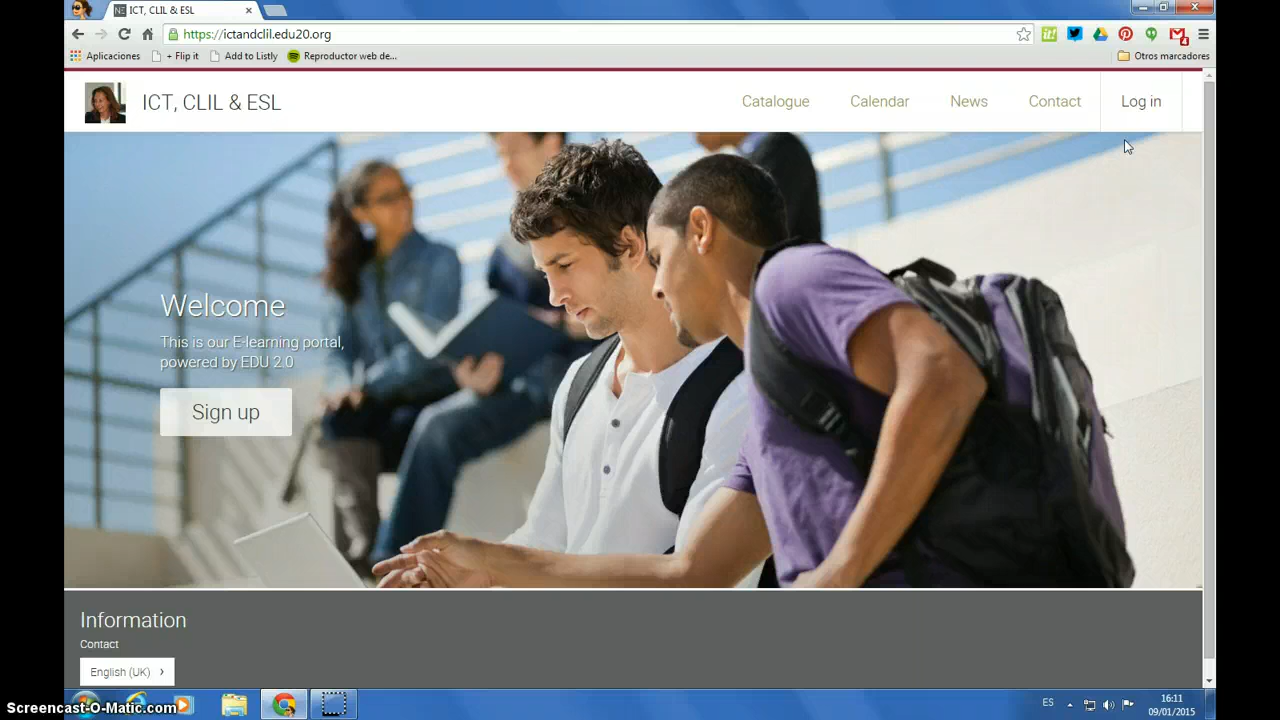 ICT, CLIL & ESL
https://ictandclil.edu20.org
Aplicaciones
+ Flip it
Add to Listly
Reproductor web de...
Otros marcadores
ICT, CLIL & ESL
Catalogue
Calendar
News
Contact
Log in
Welcome
This is our E-learning portal,
powered by EDU 2.0
Sign up
Information
Contact
English (UK)
ES
16:11
09/01/2015
Screencast-O-Matic.com